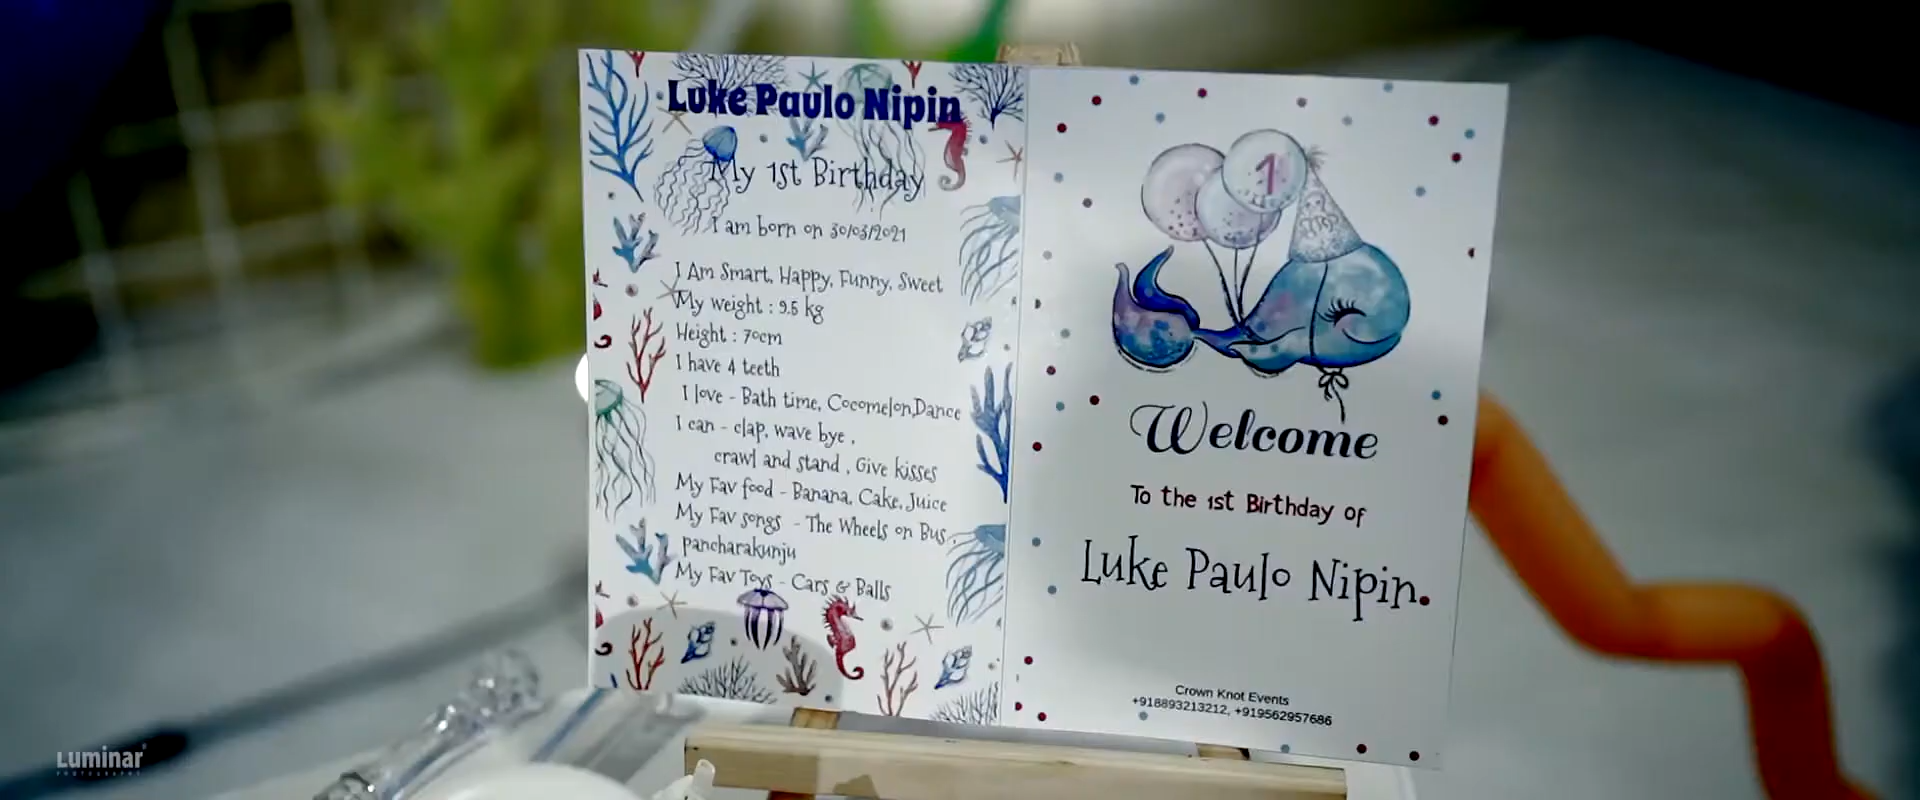 Luke Paulo Nipin
My 1st Birthday
I am born on 30/03/2021
I Am Smart, Happy, Funny, Sweet
My weight : 9.5 kg
Height : 70cm
I have 4 teeth
I love - Bath time, Cocomelon,Dance
I can - clap, wave bye ,
crawl and stand , Give kisses
My Fav food - Banana, Cake, Juice
My Fav songs - The Wheels on Bus,
pancharakunju
My Fav Toys - Cars & Balls
1
Welcome
To the 1st Birthday of
Luke Paulo Nipin
Crown Knot Events
+918893213212, +919562957686
Luminar
PHOTOGRAPHY